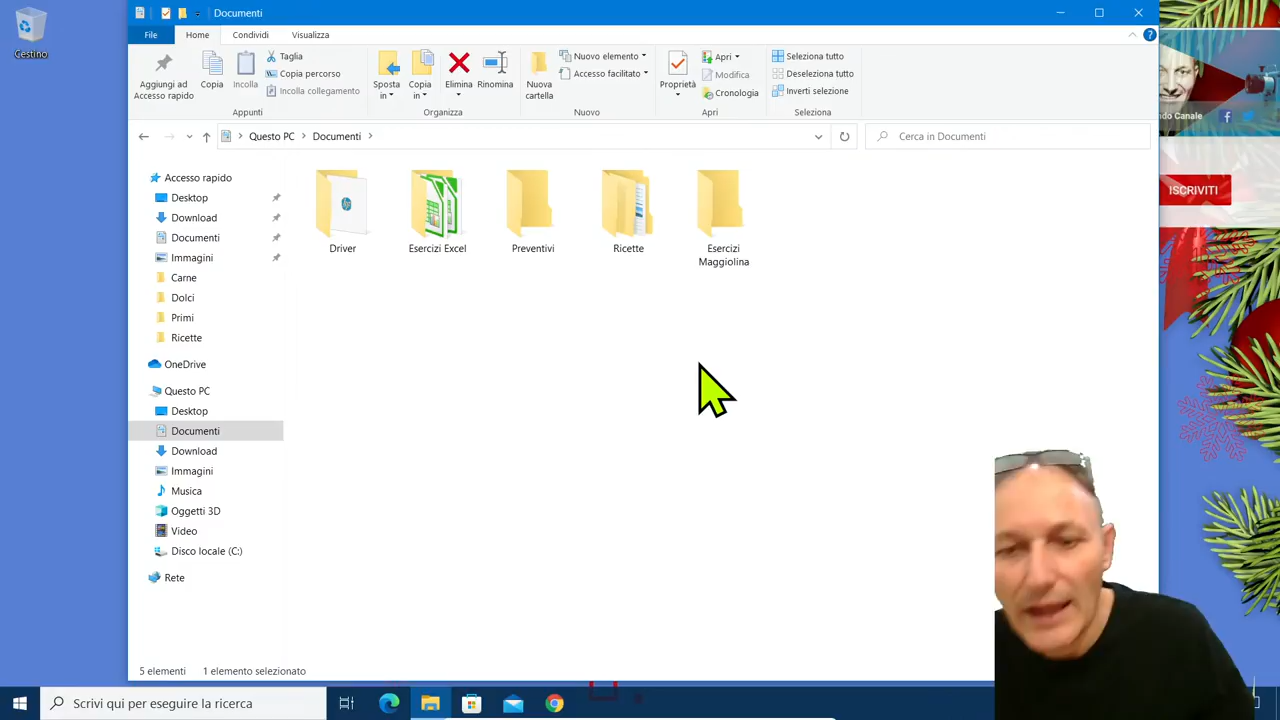 Cestino
Documenti
File
Home
Condividi
Visualizza
Aggiungi ad
Accesso rapido
Copia
Incolla
Taglia
Copia percorso
Incolla collegamento
Appunti
Sposta
in
Copia
in
Elimina
Rinomina
Organizza
Nuova
cartella
Nuovo elemento
Accesso facilitato
Nuovo
Proprietà
Apri
Modifica
Cronologia
Apri
Seleziona tutto
Deseleziona tutto
Inverti selezione
Seleziona
Questo PC
Documenti
Cerca in Documenti
ndo Canale
ISCRIVITI
Accesso rapido
Desktop
Download
Documenti
Immagini
Carne
Dolci
Primi
Ricette
OneDrive
Questo PC
Desktop
Documenti
Download
Immagini
Musica
Oggetti 3D
Video
Disco locale (C:)
Rete
Driver
Esercizi Excel
Preventivi
Ricette
Esercizi
Maggiolina
5 elementi
1 elemento selezionato
Scrivi qui per eseguire la ricerca